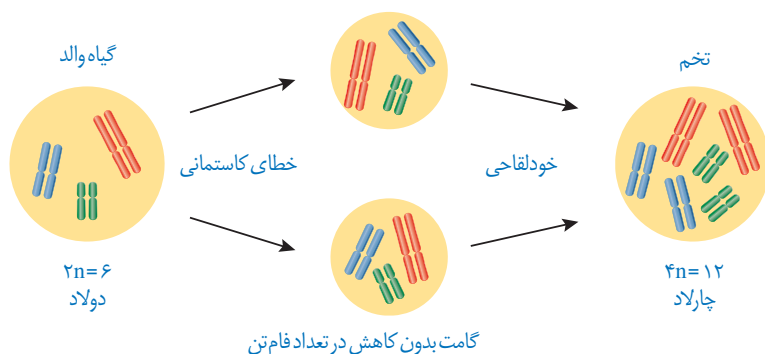 گیاه والد
تخم
خطای کاستمانی
خودلقاحی
۲n= ۶
دولاد
۴n= ۱۲
چارلاد
گامت بدون کاهش در تعداد فام‌تن